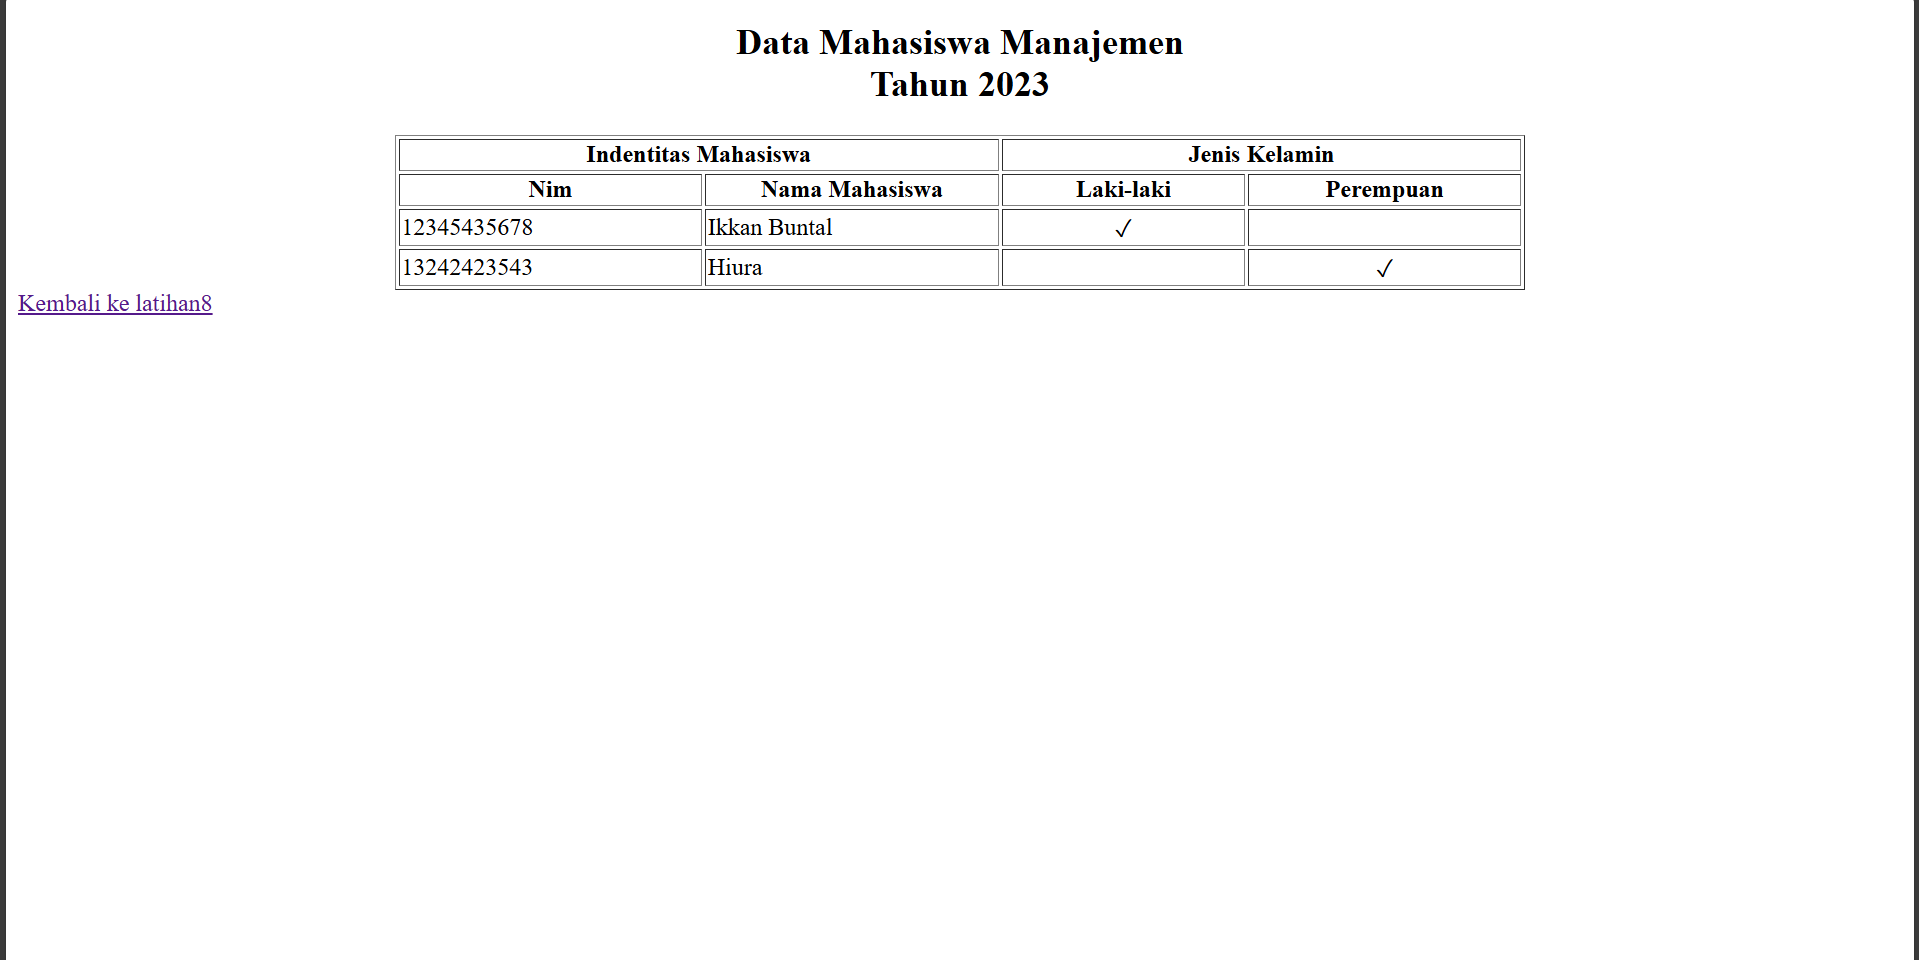 Data Mahasiswa Manajemen
Tahun 2023
Indentitas Mahasiswa Jenis Kelamin
Nim Nama Mahasiswa Laki-laki Perempuan
12345435678 Ikkan Buntal ✓
13242423543 Hiura ✓
Kembali ke latihan8